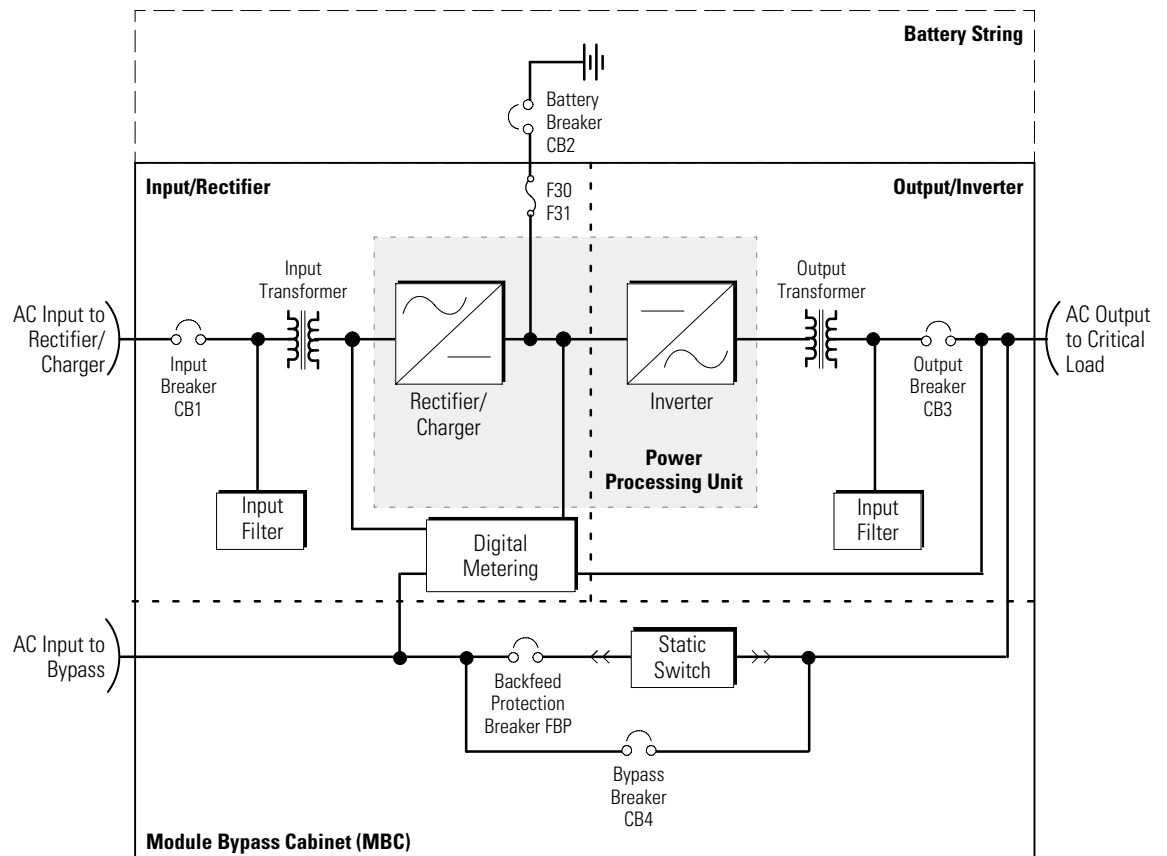 Battery String
Battery
Breaker
CB2
Input/Rectifier
Output/Inverter
F30
F31
Input
Transformer
Output
Transformer
AC Input to
Rectifier/
Charger
Input
Breaker
CB1
Rectifier/
Charger
Inverter
Output
Breaker
CB3
AC Output
to Critical
Load
Power
Processing Unit
Input
Filter
Digital
Metering
Input
Filter
AC Input to
Bypass
Backfeed
Protection
Breaker FBP
Static
Switch
Bypass
Breaker
CB4
Module Bypass Cabinet (MBC)